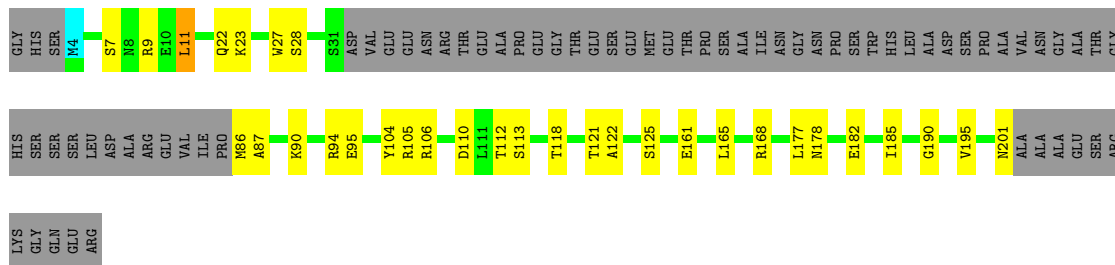 GLY HIS SER M4 S7 N8 R9 E10 L11 Q22 K23 W27 S28 S31 ASP VAL GLU GLU ASN ARG THR GLU ALA PRO GLU GLY THR GLU SER GLU MET GLU THR PRO SER ALA ILE ASN GLY ASN PRO SER TRP HIS LEU ALA ASP SER PRO ALA VAL ASN GLY ALA THR GLY
HIS SER SER SER LEU ASP ALA ARG GLU VAL ILE PRO M86 A87 K90 R94 E95 Y104 R105 R106 D110 L111 T112 S113 T118 T121 A122 S125 E161 L165 R168 L177 N178 E182 I185 G190 V195 N201 ALA ALA ALA GLU SER ARG
LYS GLY GLN GLU ARG